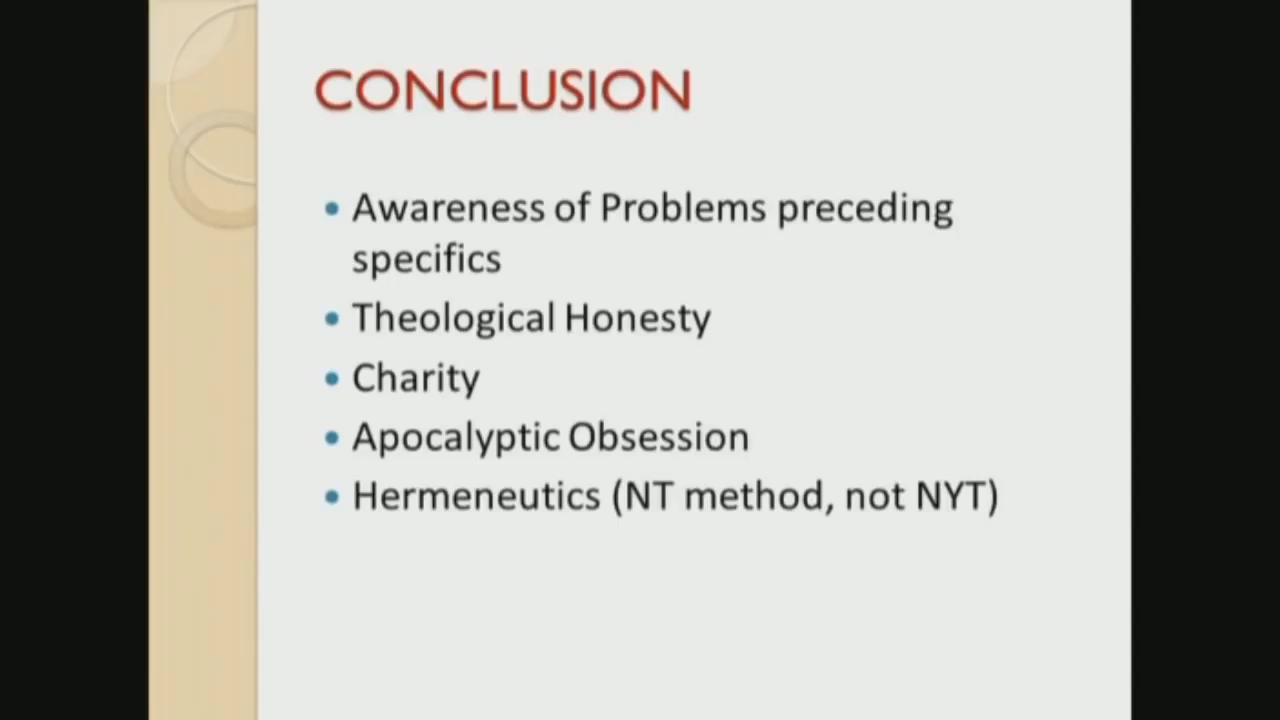 CONCLUSION
• Awareness of Problems preceding
specifics
• Theological Honesty
• Charity
• Apocalyptic Obsession
• Hermeneutics (NT method, not NYT)